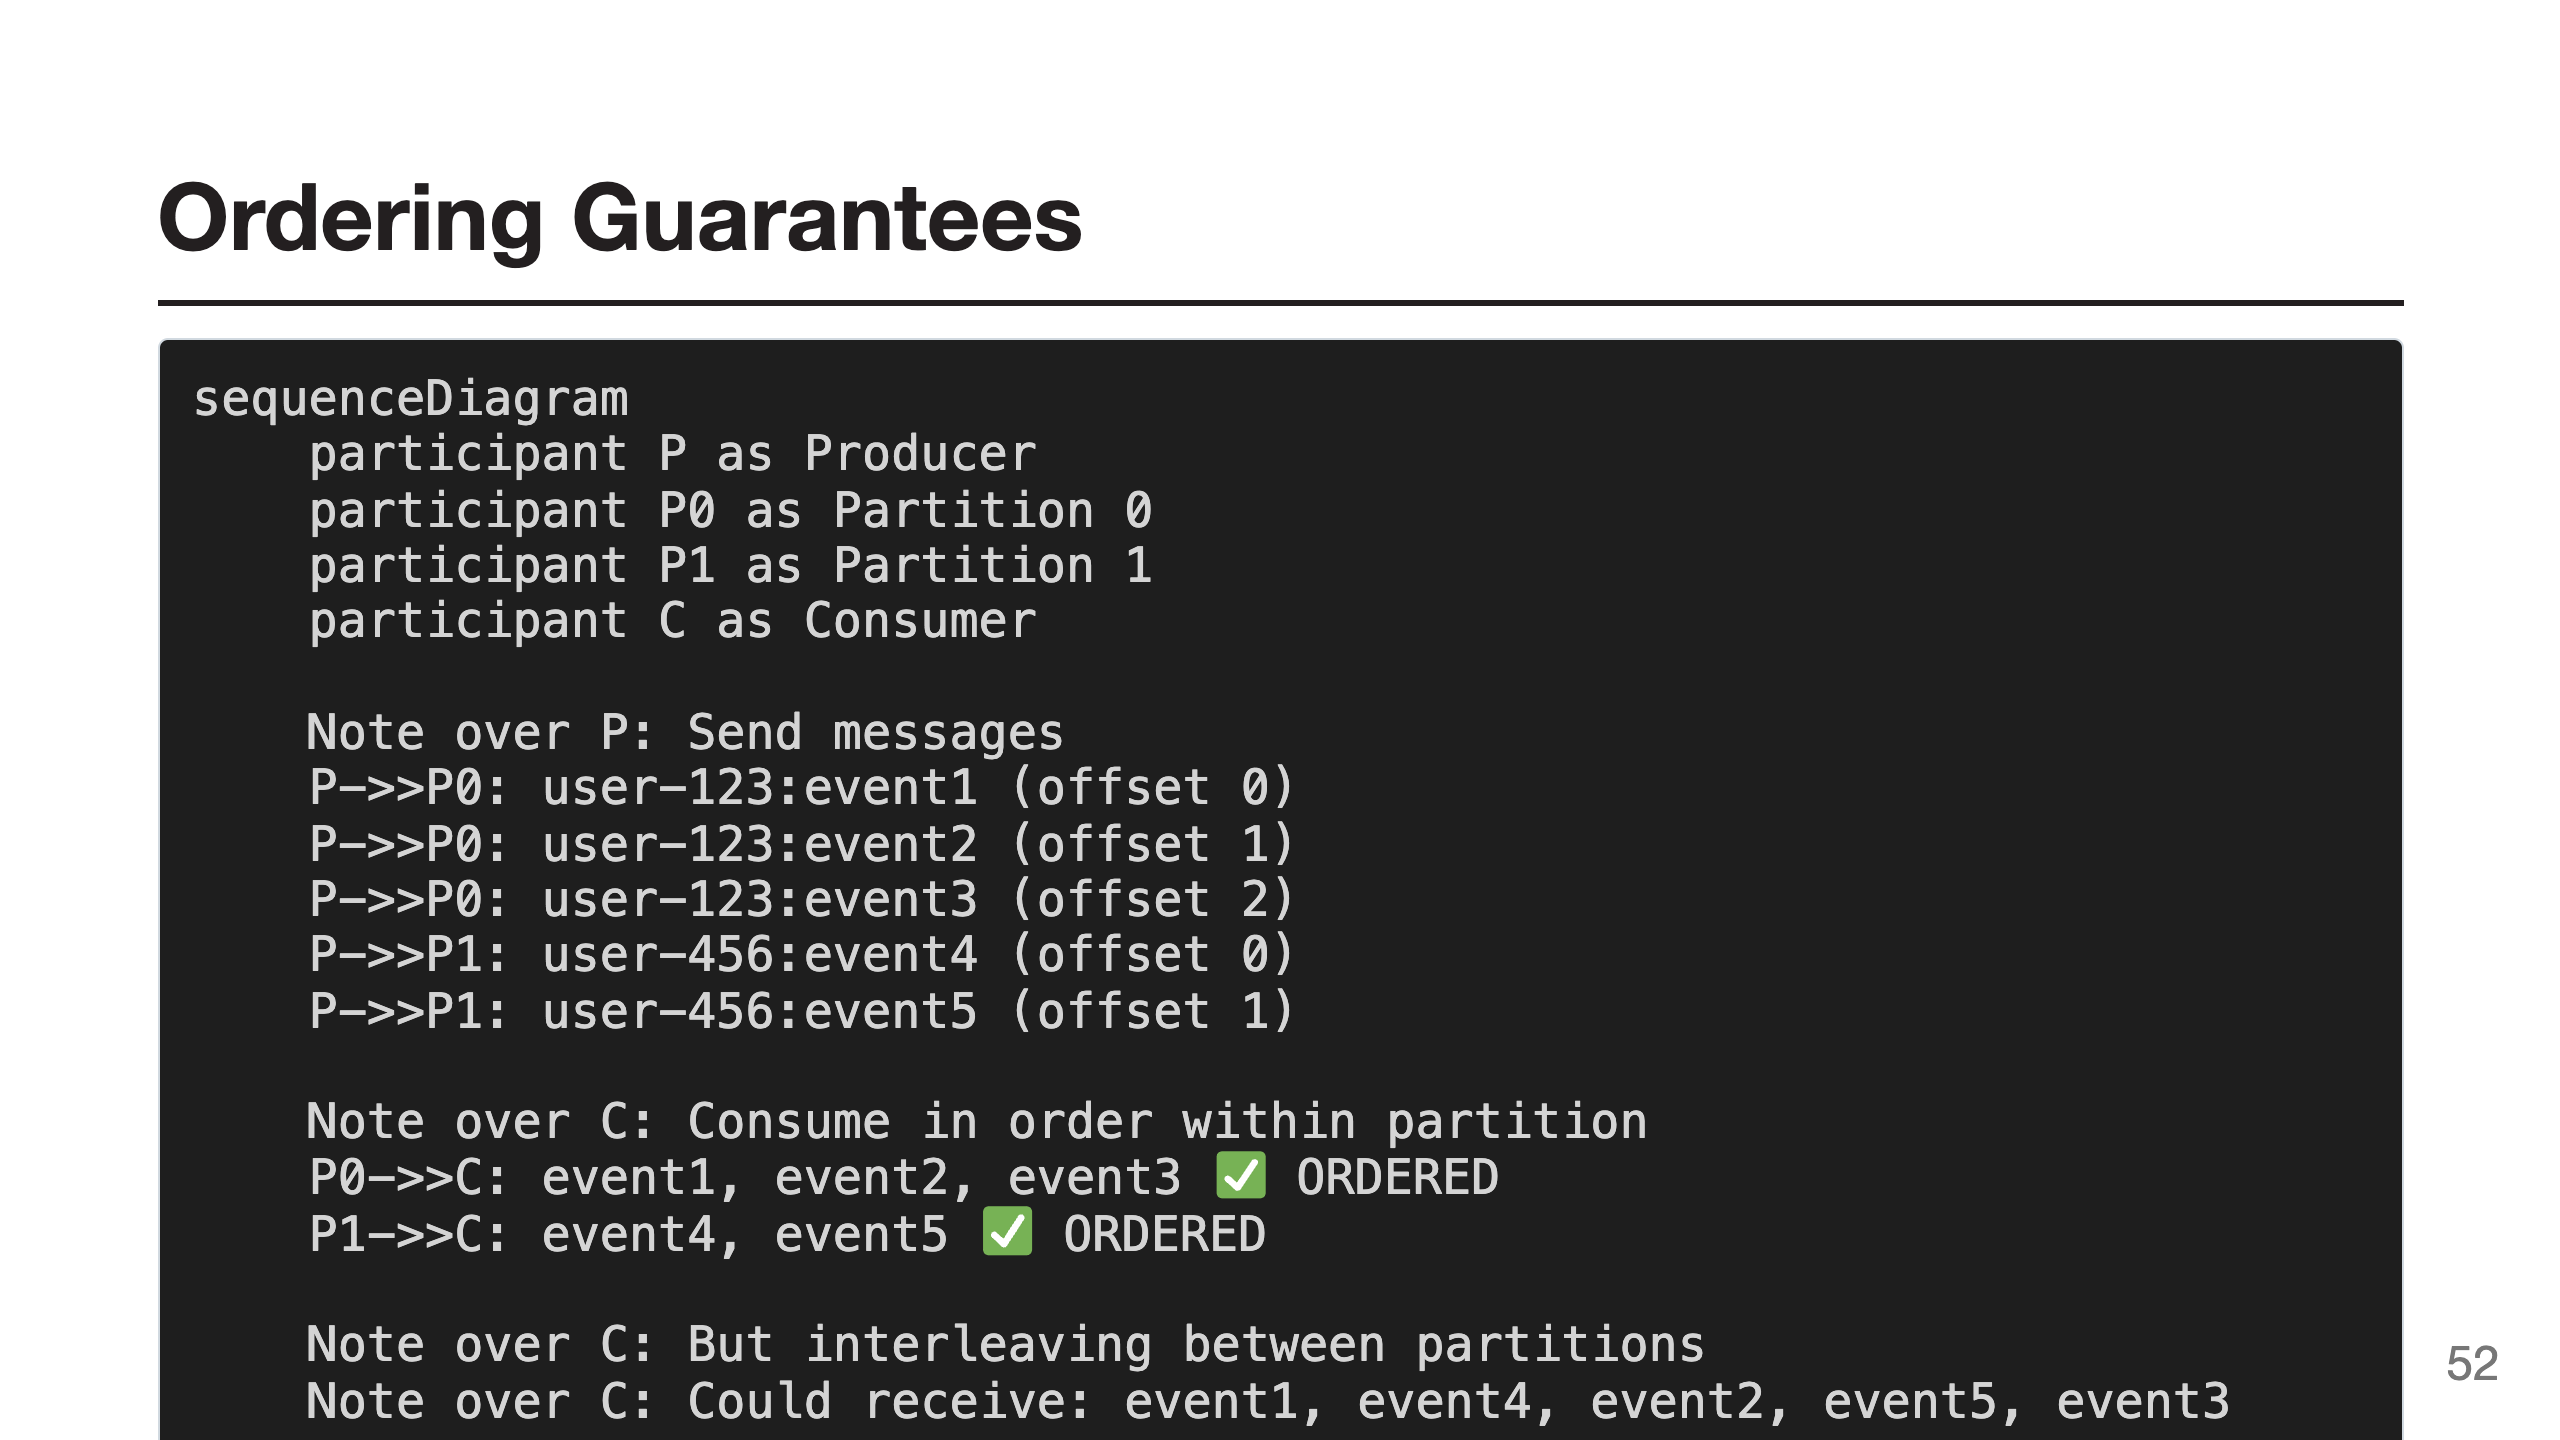 Ordering Guarantees
sequenceDiagram
    participant P as Producer
    participant P0 as Partition 0
    participant P1 as Partition 1
    participant C as Consumer

    Note over P: Send messages
    P->>P0: user-123:event1 (offset 0)
    P->>P0: user-123:event2 (offset 1)
    P->>P0: user-123:event3 (offset 2)
    P->>P1: user-456:event4 (offset 0)
    P->>P1: user-456:event5 (offset 1)

    Note over C: Consume in order within partition
    P0->>C: event1, event2, event3 ✅ ORDERED
    P1->>C: event4, event5 ✅ ORDERED

    Note over C: But interleaving between partitions
    Note over C: Could receive: event1, event4, event2, event5, event3
52